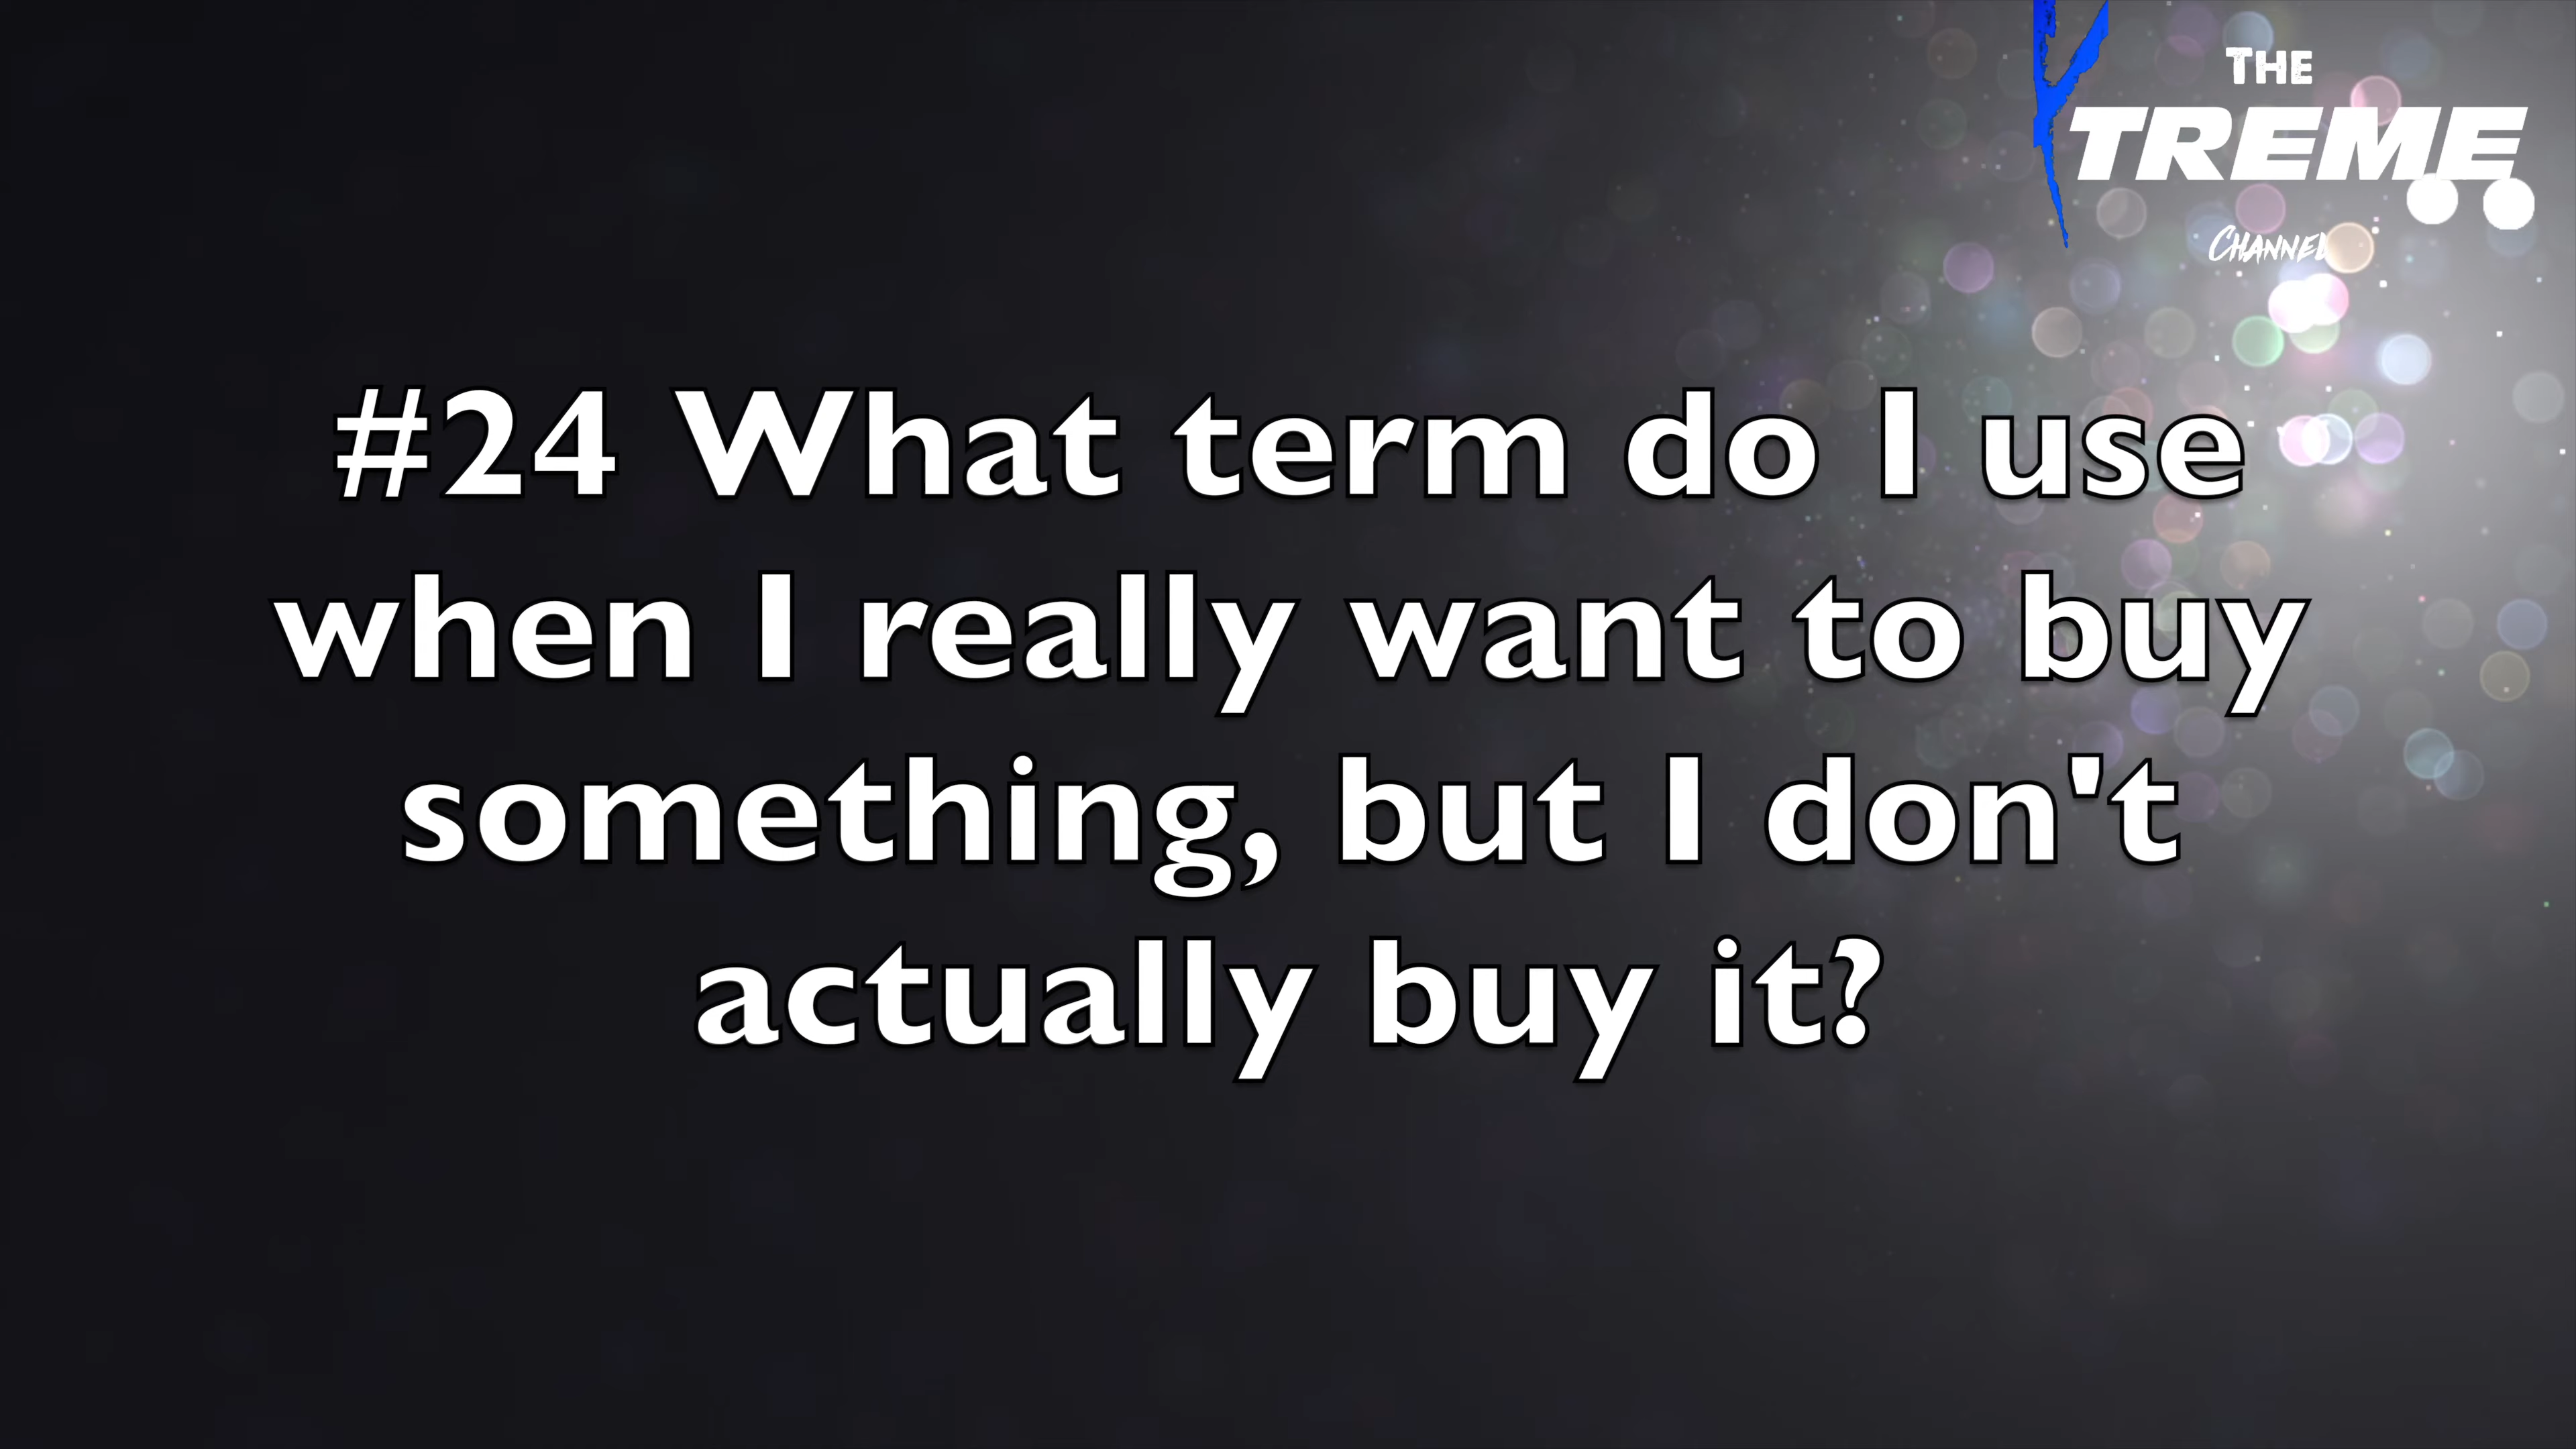 THE
TREME
CHANNEL
#24 What term do I use
when I really want to buy
something, but I don't
actually buy it?